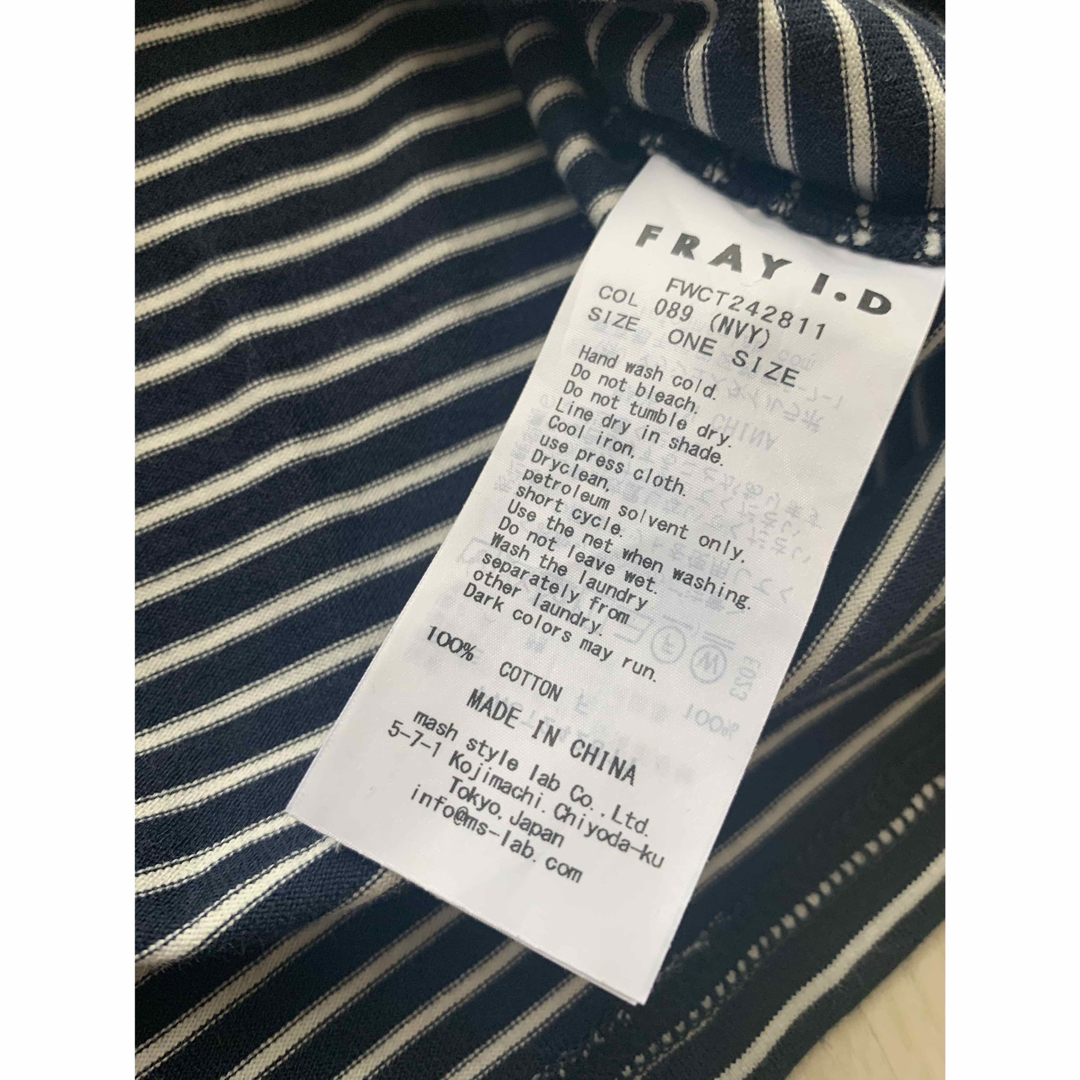 FRAY I.D
FWCT242811
COL 089 (NVY)
SIZE ONE SIZE
Hand wash cold.
Do not bleach.
Do not tumble dry.
Line dry in shade.
Cool iron,
use press cloth.
Dryclean,
petroleum solvent only.
short cycle.
Use the net when washing.
Do not leave wet.
Wash the laundry
separately from
other laundry.
Dark colors may run.
100% COTTON
MADE IN CHINA
mash style lab Co.,Ltd.
5-7-1 Kojimachi.Chiyoda-ku
Tokyo.Japan
info@ms-lab.com